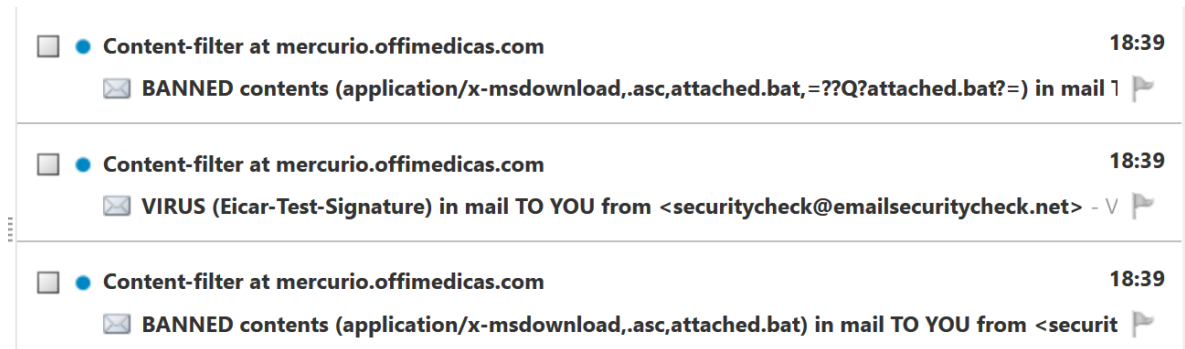 Content-filter at mercurio.offimedicas.com 18:39
BANNED contents (application/x-msdownload,.asc,attached.bat,=??Q?attached.bat?=) in mail
Content-filter at mercurio.offimedicas.com 18:39
VIRUS (Eicar-Test-Signature) in mail TO YOU from <securitycheck@emailsecuritycheck.net> - V
Content-filter at mercurio.offimedicas.com 18:39
BANNED contents (application/x-msdownload,.asc,attached.bat) in mail TO YOU from <securit